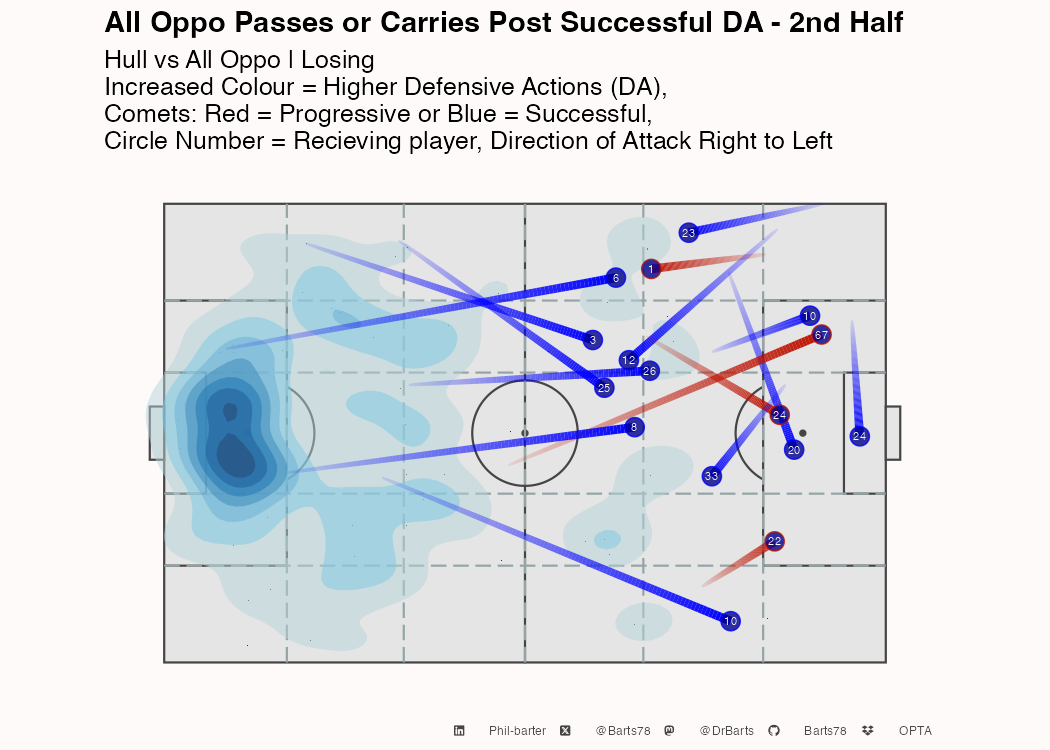 All Oppo Passes or Carries Post Successful DA - 2nd Half
Hull vs All Oppo | Losing
Increased Colour = Higher Defensive Actions (DA),
Comets: Red = Progressive or Blue = Successful,
Circle Number = Recieving player, Direction of Attack Right to Left
23
1
6
10
67
3
12
26
25
24
8
24
20
33
22
10
Phil-barter @Barts78 @DrBarts Barts78 OPTA